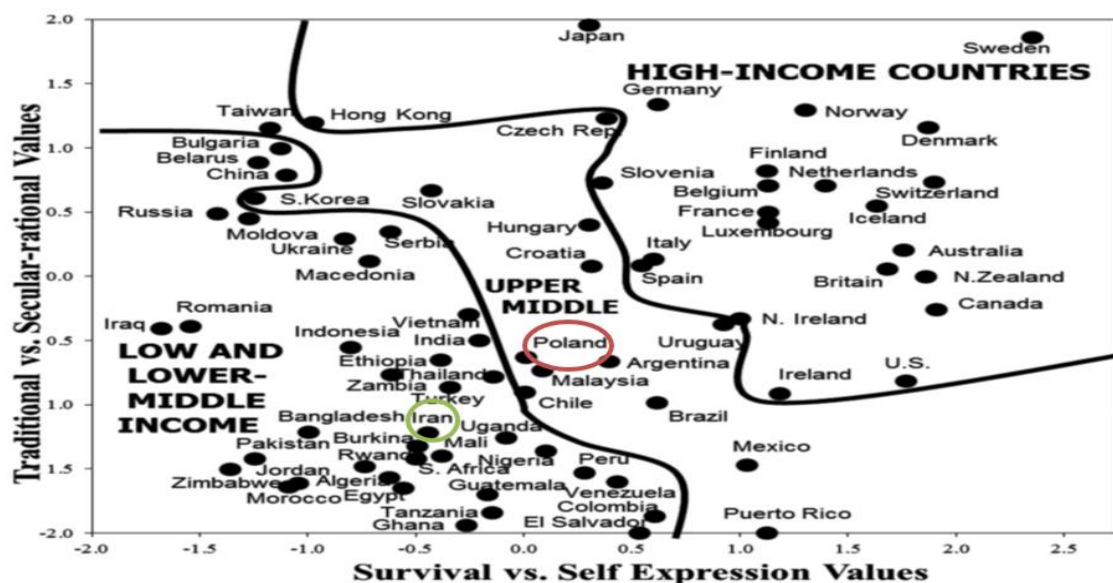 2.0
Japan
Sweden
HIGH-INCOME COUNTRIES
1.5
Germany
Taiwan
Hong Kong
Norway
Czech Rep.
Denmark
Bulgaria
1.0
Belarus
Finland
China
Slovenia
Netherlands
S.Korea
Slovakia
Belgium
Switzerland
Russia
0.5
France
Iceland
Moldova
Serbia
Hungary
Luxembourg
Ukraine
Croatia
Italy
Australia
Macedonia
0.0
Spain
Britain
N.Zealand
UPPER
MIDDLE
Romania
Canada
Iraq
Vietnam
N. Ireland
Indonesia
India
Poland
Uruguay
0.5
LOW AND
LOWER-
MIDDLE
INCOME
Ethiopia
Thailand
Argentina
Ireland
U.S.
Zambia
Malaysia
Turkey
Chile
1.0
Bangladesh
Iran
Uganda
Brazil
Burkina
Mali
Pakistan
Mexico
Rwand
S. Africa
Nigeria
Peru
1.5
Jordan
Zimbabwe
Algeria
Morocco
Egypt
Guatemala
Venezuela
Tanzania
Colombia
Puerto Rico
Ghana
El Salvador
-2.0
-2.0 -1.5 -1.0 -0.5 0.0 0.5 1.0 1.5 2.0 2.5
Survival vs. Self Expression Values
Traditional vs. Secular-rational Values